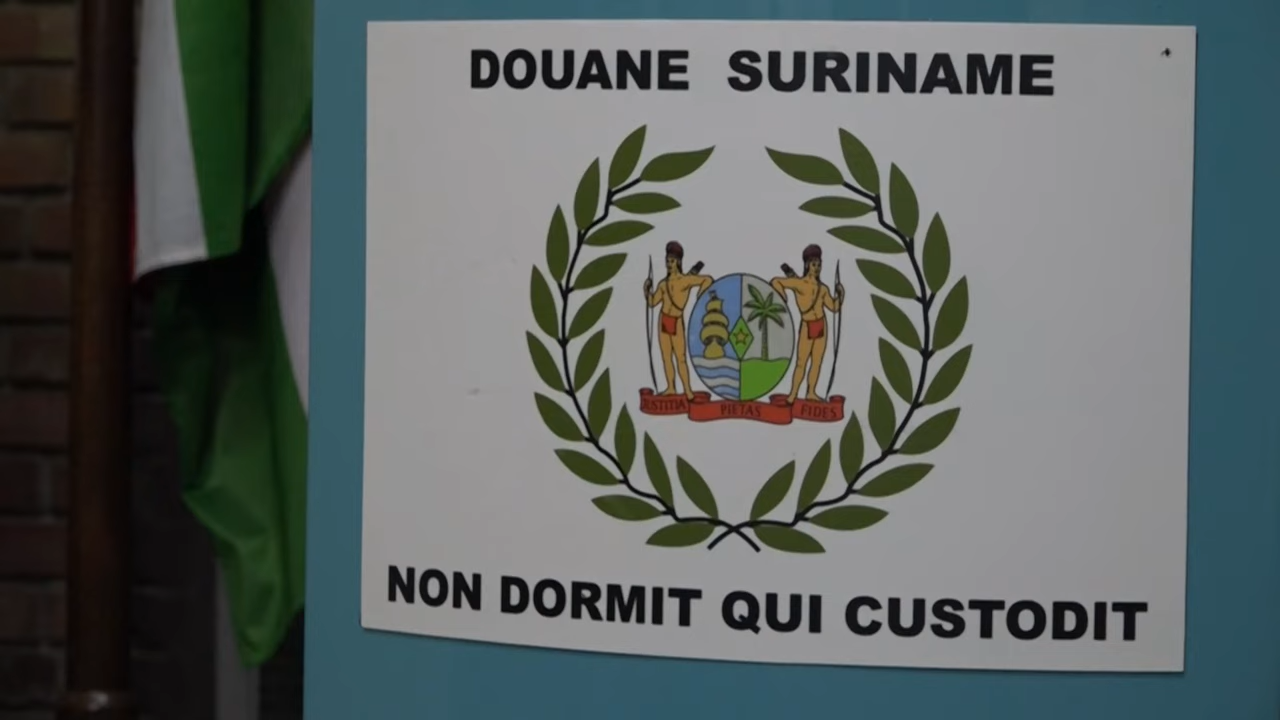 DOUANE SURINAME
JUSTITIA PIETAS FIDES
NON DORMIT QUI CUSTODIT